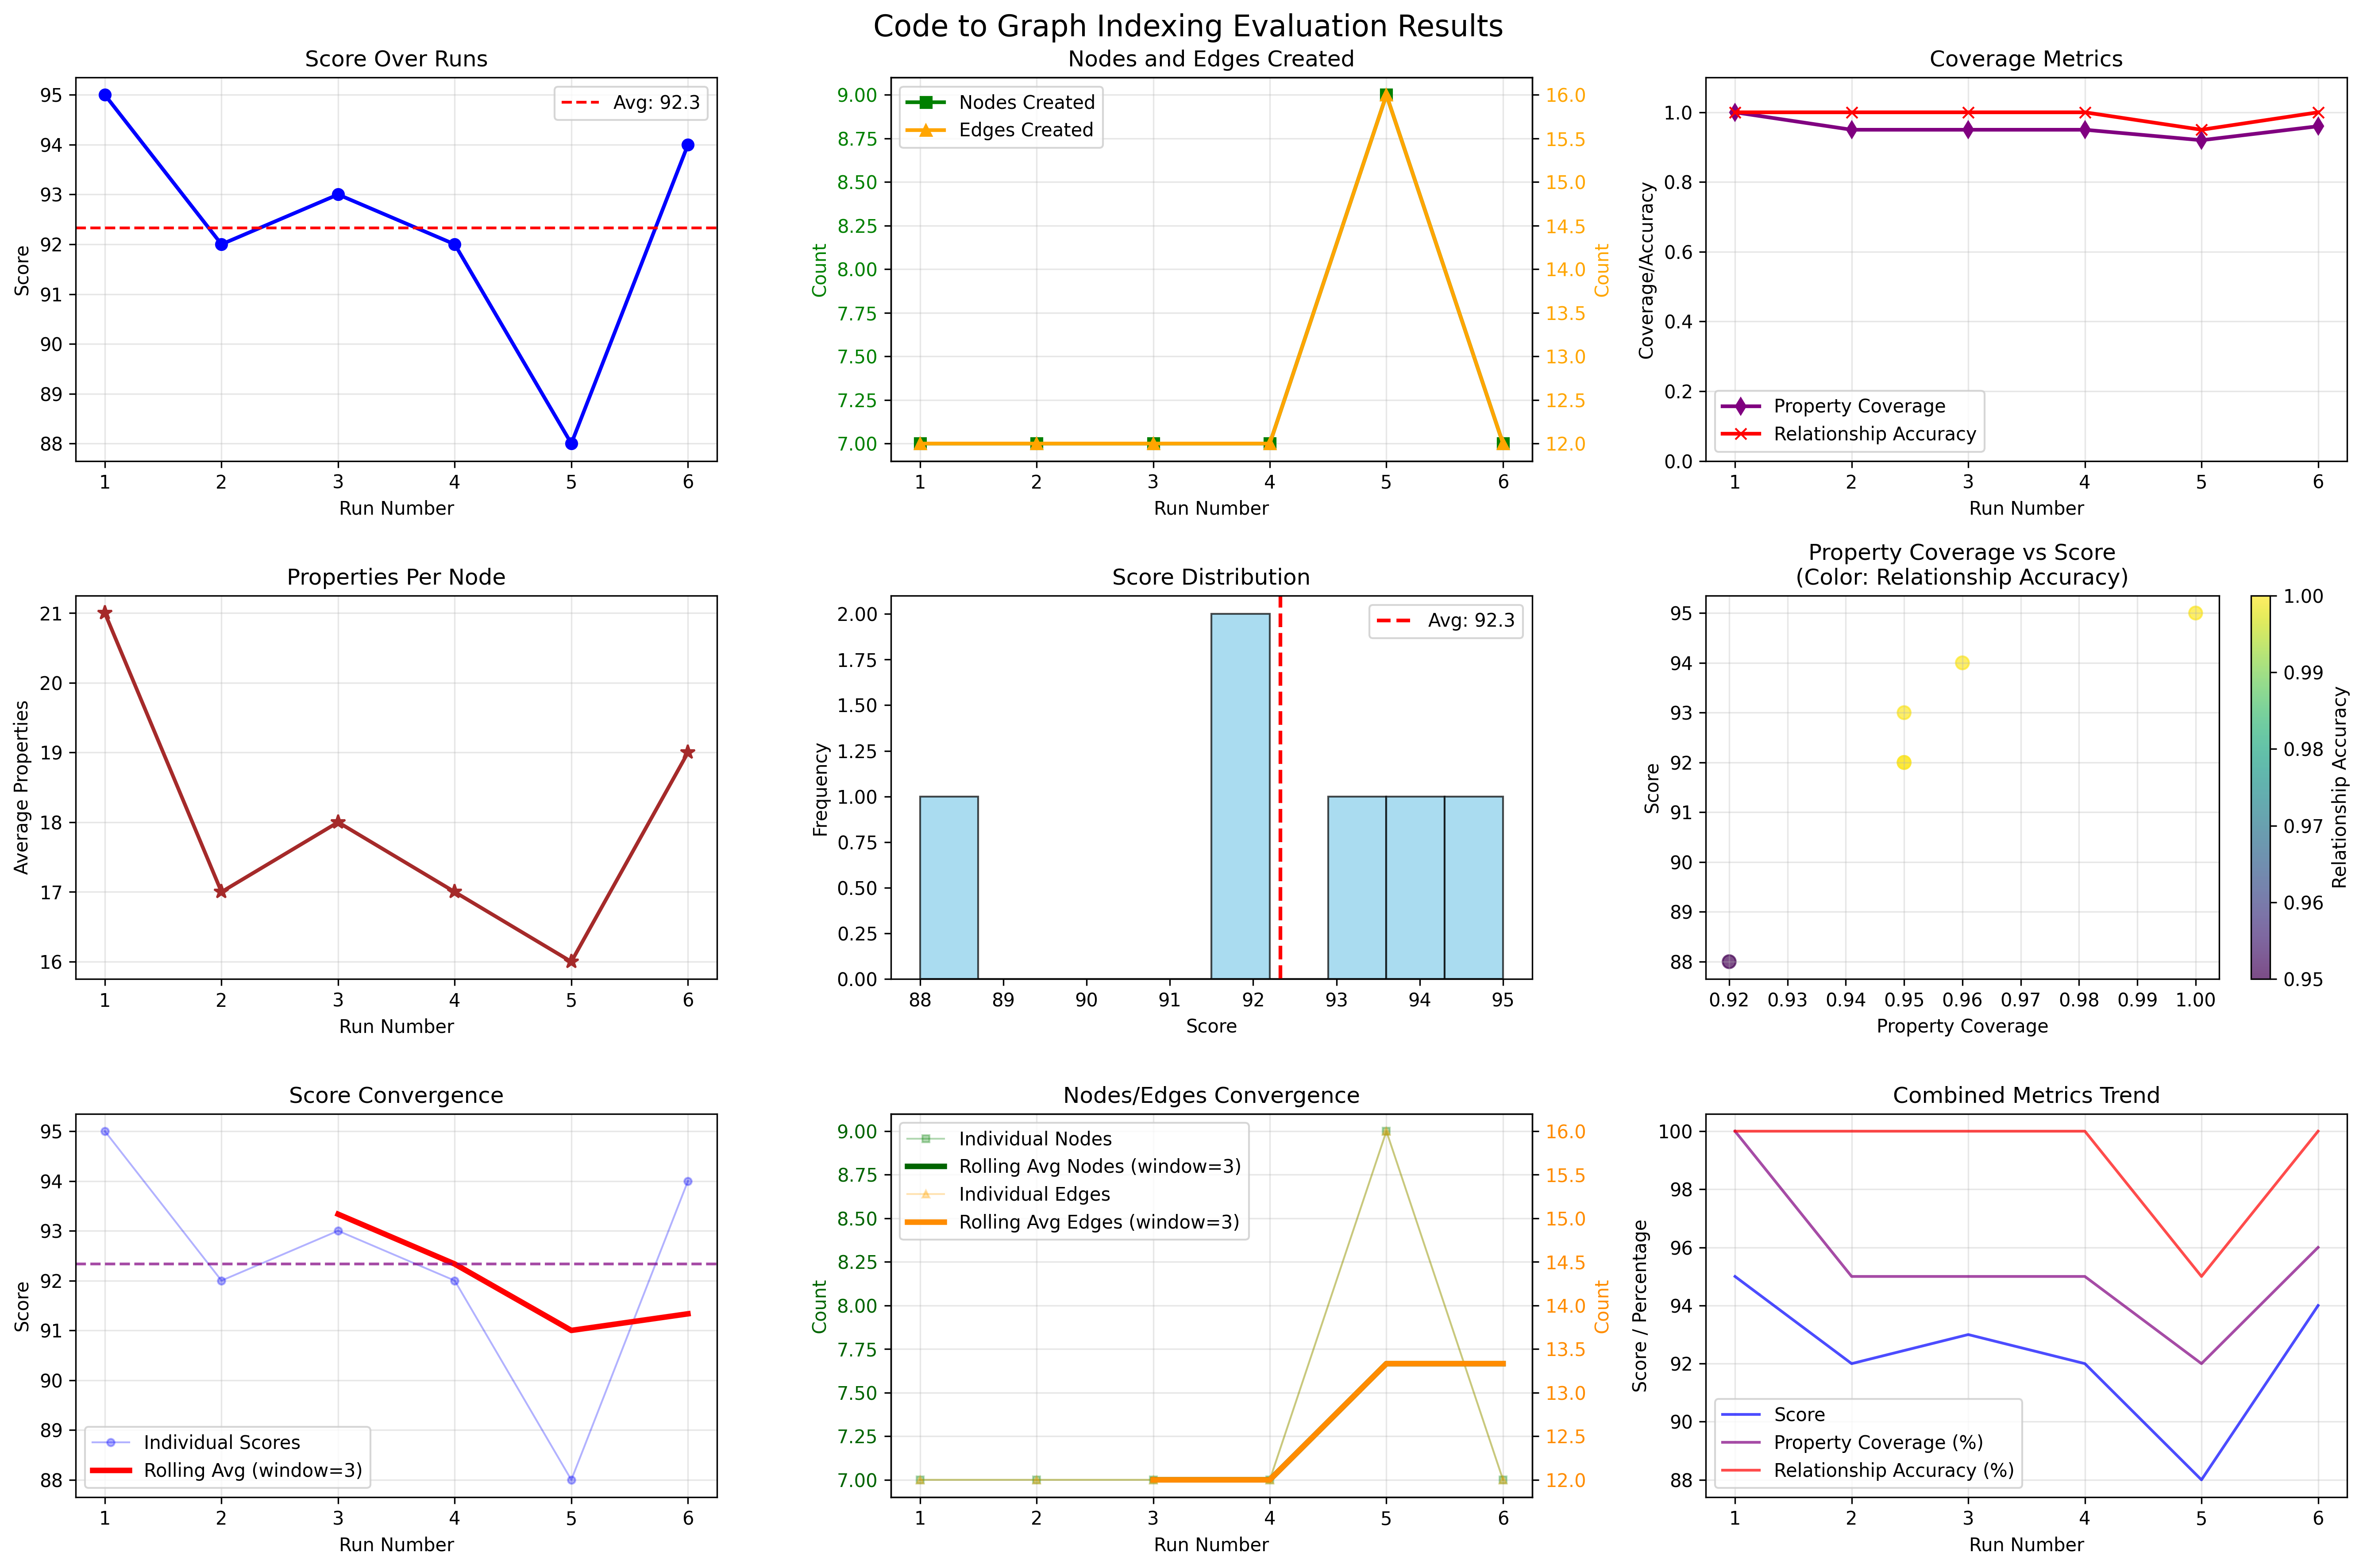 Code to Graph Indexing Evaluation Results
Score Over Runs
95
94
93
92
91
90
89
88
Score
Avg: 92.3
1 2 3 4 5 6
Run Number
Nodes and Edges Created
9.00
8.75
8.50
8.25
8.00
7.75
7.50
7.25
7.00
Count
Nodes Created
Edges Created
16.0
15.5
15.0
14.5
14.0
13.5
13.0
12.5
12.0
Count
1 2 3 4 5 6
Run Number
Coverage Metrics
1.0
0.8
0.6
0.4
0.2
0.0
Coverage/Accuracy
Property Coverage
Relationship Accuracy
1 2 3 4 5 6
Run Number
Properties Per Node
21
20
19
18
17
16
Average Properties
1 2 3 4 5 6
Run Number
Score Distribution
2.00
1.75
1.50
1.25
1.00
0.75
0.50
0.25
0.00
Frequency
Avg: 92.3
88 89 90 91 92 93 94 95
Score
Property Coverage vs Score
(Color: Relationship Accuracy)
95
94
93
92
91
90
89
88
Score
0.92 0.93 0.94 0.95 0.96 0.97 0.98 0.99 1.00
Property Coverage
1.00
0.99
0.98
0.97
0.96
0.95
Relationship Accuracy
Score Convergence
95
94
93
92
91
90
89
88
Score
Individual Scores
Rolling Avg (window=3)
1 2 3 4 5 6
Run Number
Nodes/Edges Convergence
9.00
8.75
8.50
8.25
8.00
7.75
7.50
7.25
7.00
Count
Individual Nodes
Rolling Avg Nodes (window=3)
Individual Edges
Rolling Avg Edges (window=3)
16.0
15.5
15.0
14.5
14.0
13.5
13.0
12.5
12.0
Count
1 2 3 4 5 6
Run Number
Combined Metrics Trend
100
98
96
94
92
90
88
Score / Percentage
Score
Property Coverage (%)
Relationship Accuracy (%)
1 2 3 4 5 6
Run Number